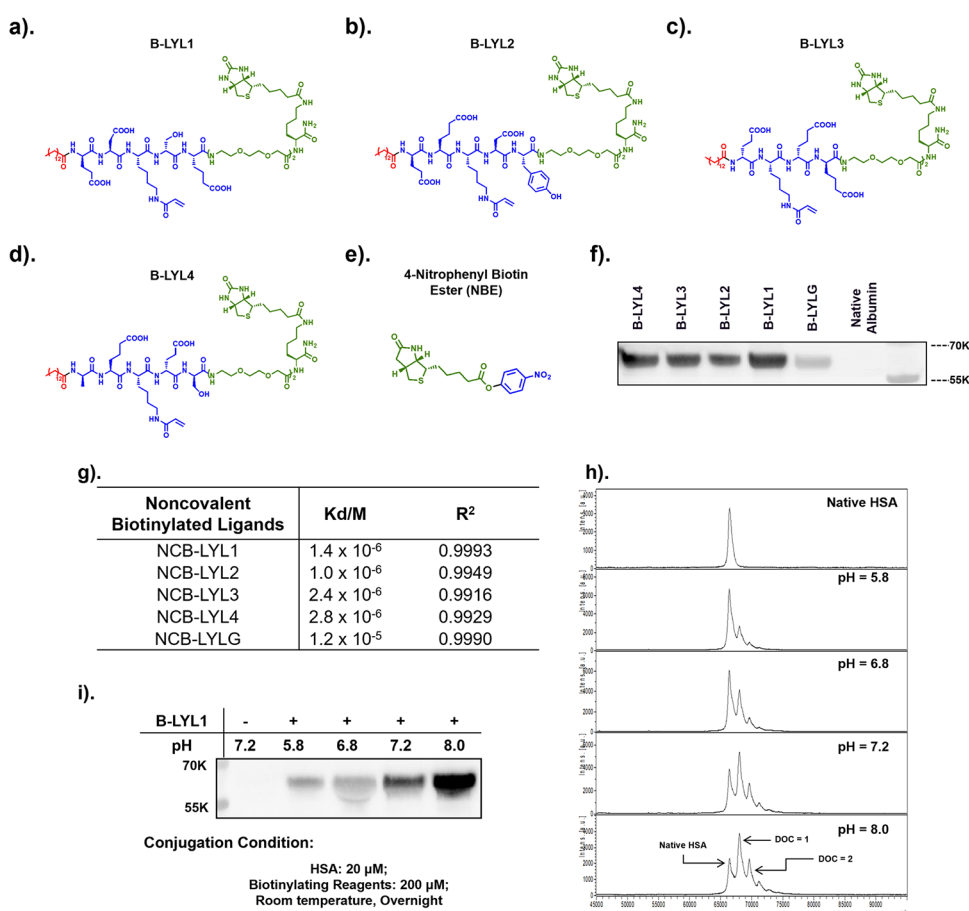 a).
B-LYL1
b).
B-LYL2
c).
B-LYL3
d).
B-LYL4
e).
4-Nitrophenyl Biotin
Ester (NBE)
f).
B-LYL4
B-LYL3
B-LYL2
B-LYL1
B-LYLG
Native
Albumin
----70K
---55K
g).
Noncovalent
Biotinylated Ligands Kd/M R2
NCB-LYL1 1.4 x 10-6 0.9993
NCB-LYL2 1.0 x 10-6 0.9949
NCB-LYL3 2.4 x 10-6 0.9916
NCB-LYL4 2.8 x 10-6 0.9929
NCB-LYLG 1.2 x 10-5 0.9990
h).
Native HSA
pH = 5.8
pH = 6.8
pH = 7.2
pH = 8.0
Native HSA
DOC = 1
DOC = 2
45000 55000 65000 75000 85000
i).
B-LYL1 - + + + +
pH 7.2 5.8 6.8 7.2 8.0
70K
55K
Conjugation Condition:
HSA: 20 µM;
Biotinylating Reagents: 200 µM;
Room temperature, Overnight